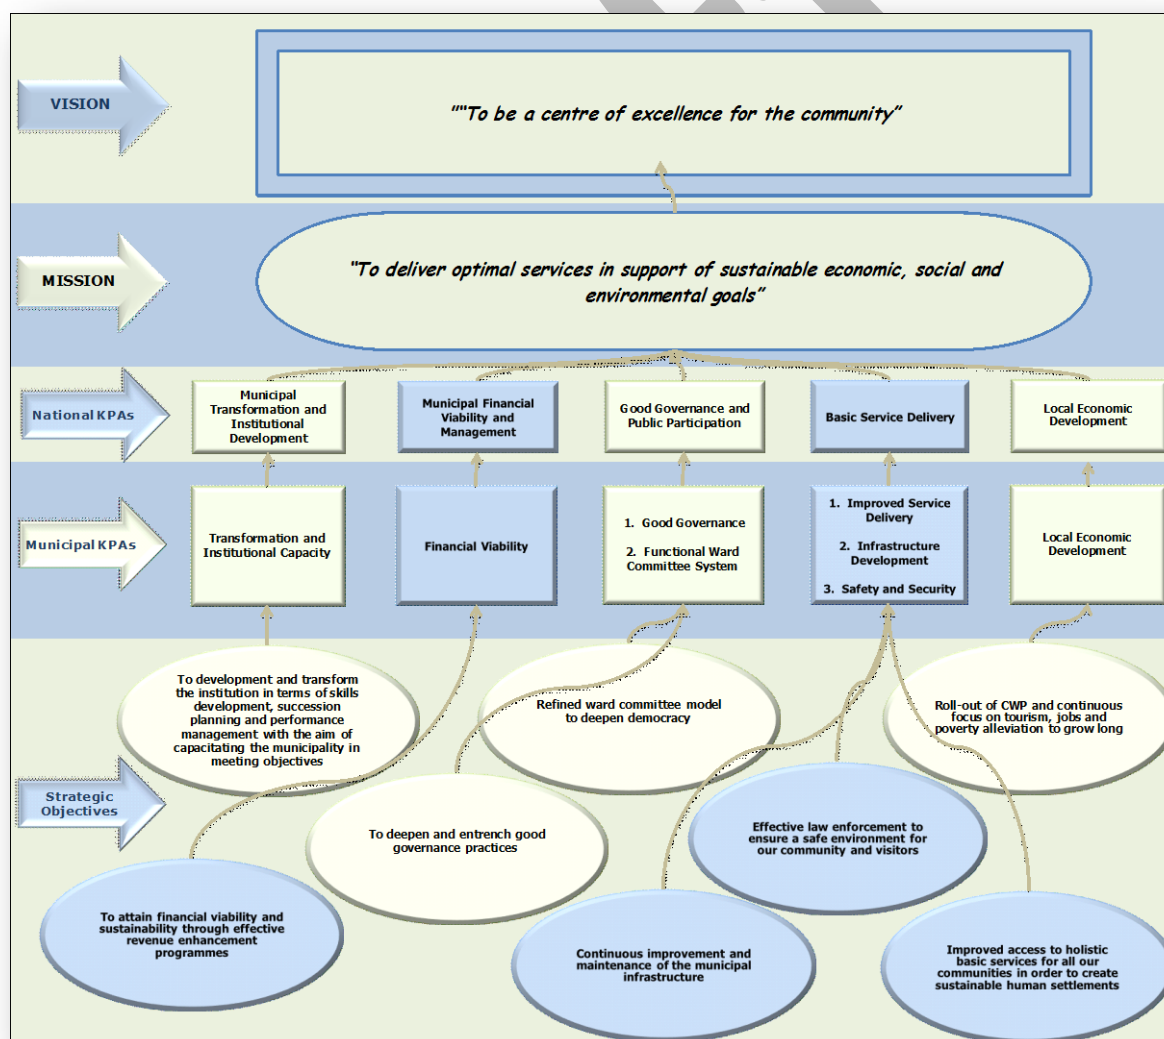 VISION
"“To be a centre of excellence for the community”
MISSION
“To deliver optimal services in support of sustainable economic, social and
environmental goals”
National KPAs
Municipal
Transformation and
Institutional
Development
Municipal Financial
Viability and
Management
Good Governance and
Public Participation
Basic Service Delivery
Local Economic
Development
Municipal KPAs
Transformation and
Institutional Capacity
Financial Viability
1. Good Governance
2. Functional Ward
Committee System
1. Improved Service
Delivery
2. Infrastructure
Development
3. Safety and Security
Local Economic
Development
Strategic
Objectives
To development and transform
the institution in terms of skills
development, succession
planning and performance
management with the aim of
capacitating the municipality in
meeting objectives
Refined ward committee model
to deepen democracy
Roll-out of CWP and continuous
focus on tourism, jobs and
poverty alleviation to grow long
To deepen and entrench good
governance practices
Effective law enforcement to
ensure a safe environment for
our community and visitors
To attain financial viability and
sustainability through effective
revenue enhancement
programmes
Continuous improvement and
maintenance of the municipal
infrastructure
Improved access to holistic
basic services for all our
communities in order to create
sustainable human settlements